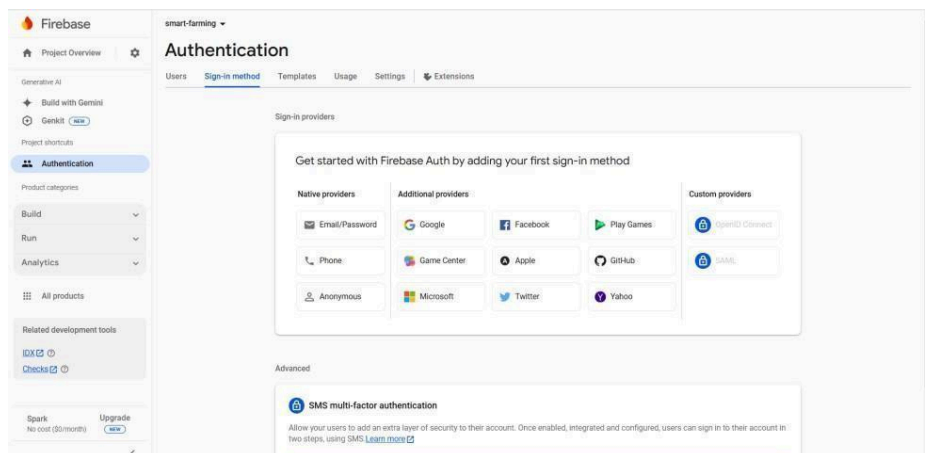 Firebase
Project Overview
Generative AI
Build with Gemini
Genkit NEW
Project shortcuts
Authentication
Product categories
Build
Run
Analytics
All products
Related development tools
IDX
Checks
Spark
No cost ($0/month)
Upgrade
NEW
smart-farming
Authentication
Users Sign-in method Templates Usage Settings Extensions
Sign-in providers
Get started with Firebase Auth by adding your first sign-in method
Native providers Additional providers Custom providers
Email/Password Google Facebook Play Games OpenID Connect
Phone Game Center Apple GitHub SAML
Anonymous Microsoft Twitter Yahoo
Advanced
SMS multi-factor authentication
Allow your users to add an extra layer of security to their account. Once enabled, integrated and configured, users can sign in to their account in
two steps, using SMS. Learn more